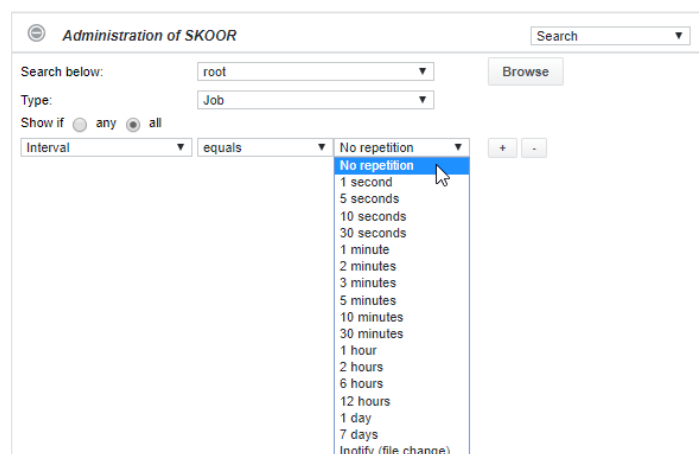 Administration of SKOOR
Search
Search below:
root
Browse
Type:
Job
Show if any all
Interval
equals
No repetition
+
-
No repetition
1 second
5 seconds
10 seconds
30 seconds
1 minute
2 minutes
3 minutes
5 minutes
10 minutes
30 minutes
1 hour
2 hours
6 hours
12 hours
1 day
7 days
Inotify (file change)